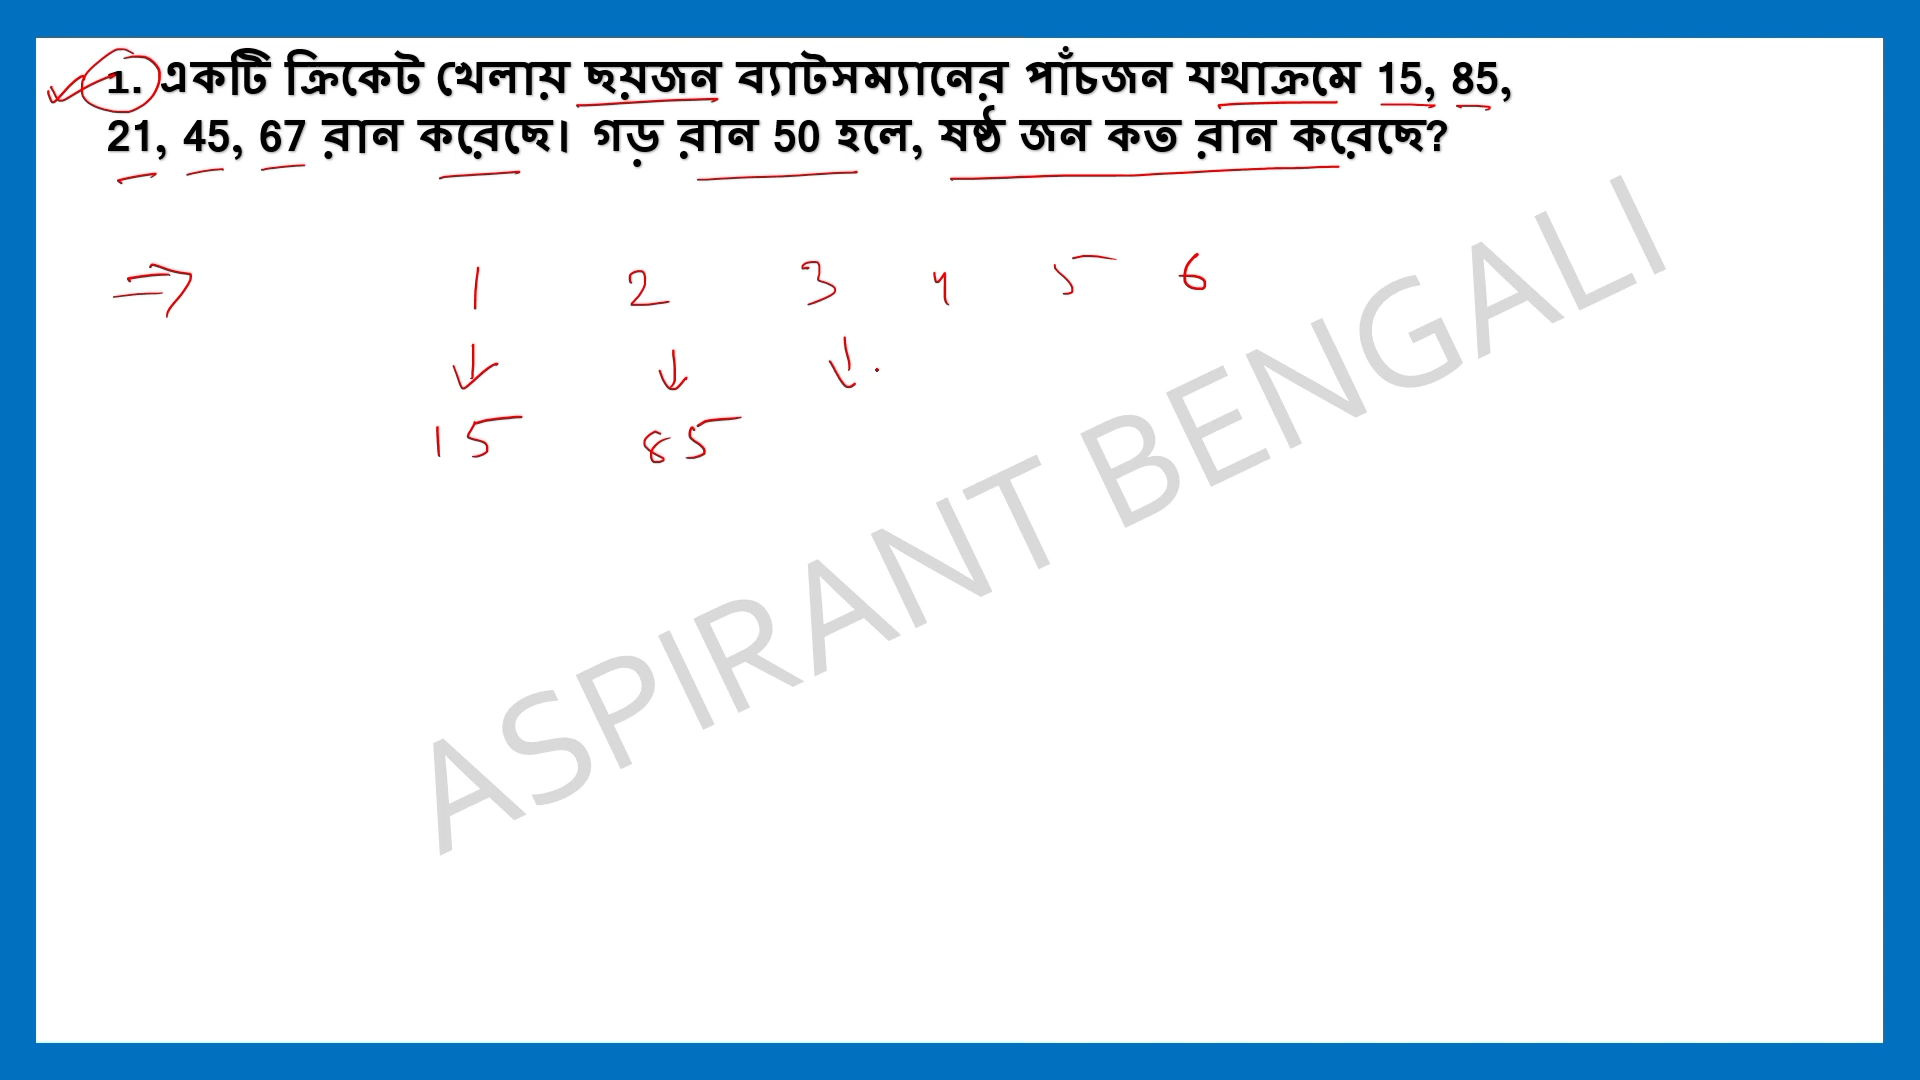 1. একটি ক্রিকেট খেলায় ছয়জন ব্যাটসম্যানের পাঁচজন যথাক্রমে 15, 85,
21, 45, 67 রান করেছে। গড় রান 50 হলে, ষষ্ঠ জন কত রান করেছে?
⇒ 1 2 3 4 5 6
↓ ↓ ↓
15 85
ASPIRANT BENGALI